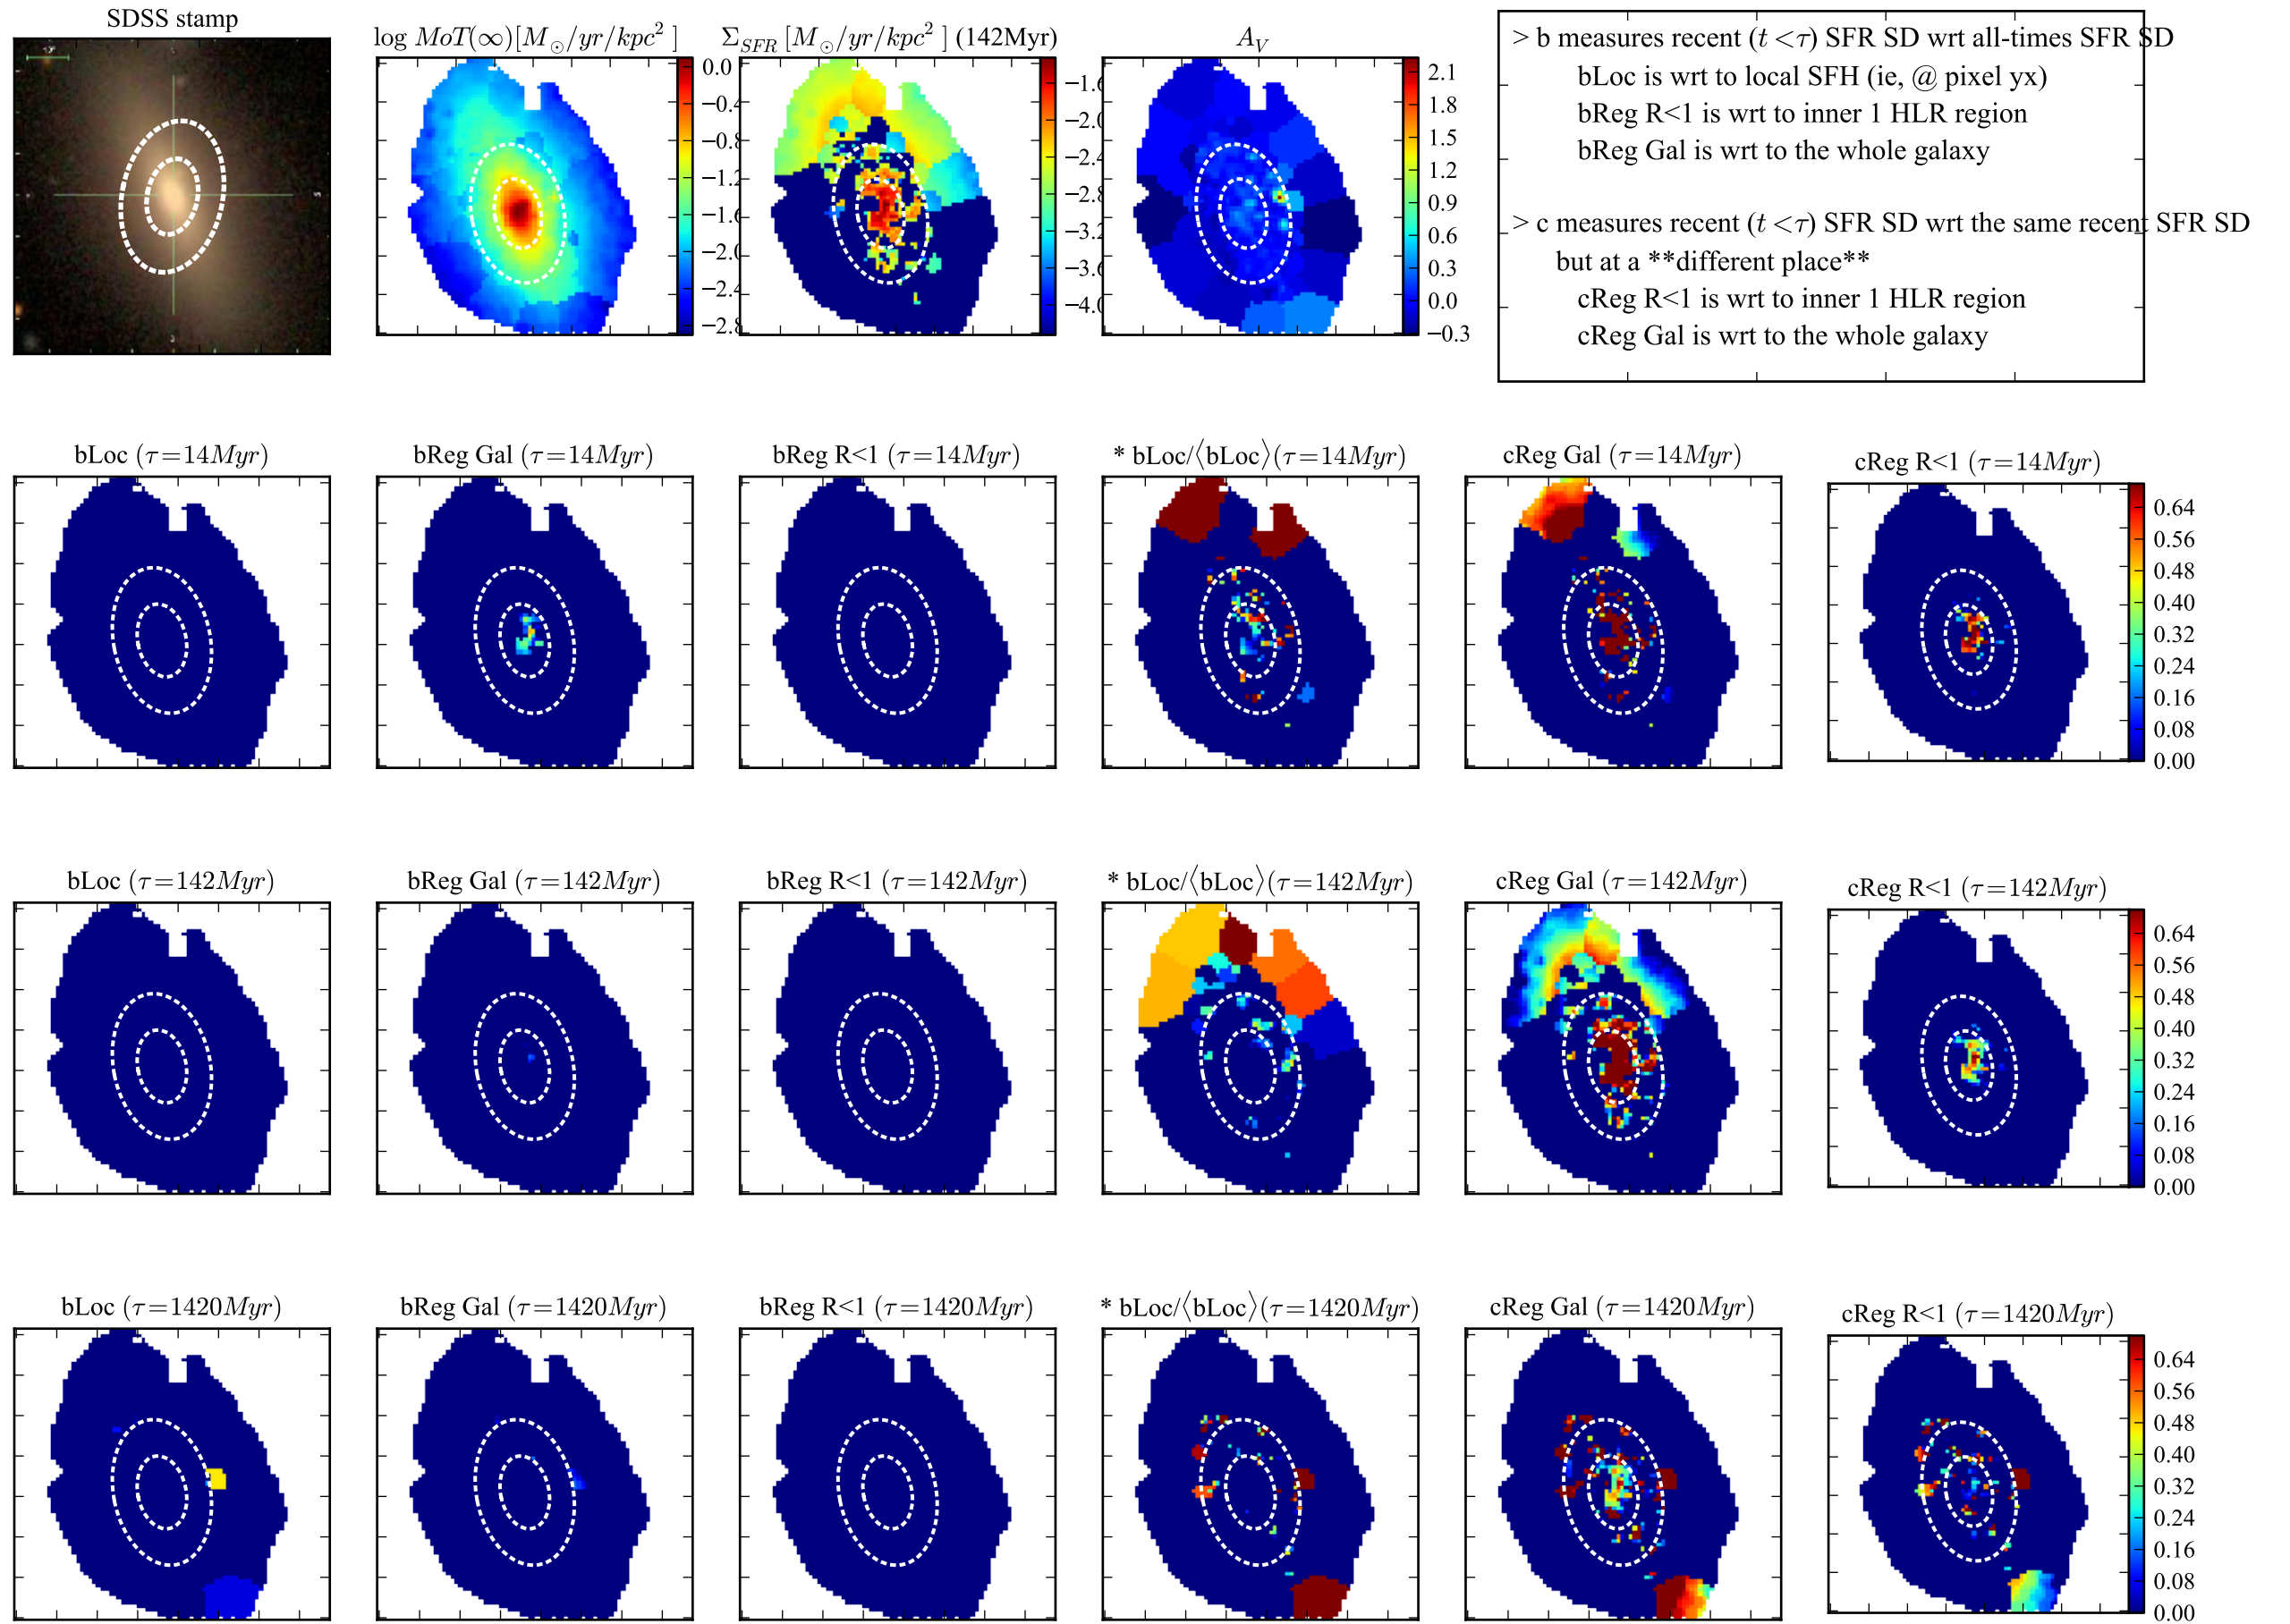 SDSS stamp
log MoT(∞)[M⊙/yr/kpc² ]
Σ_SFR [M⊙/yr/kpc² ] (142Myr)
A_V
0.0
−0.4
−0.8
−1.2
−1.6
−2.0
−2.4
−2.8
−1.6
−2.0
−2.4
−2.8
−3.2
−3.6
−4.0
2.1
1.8
1.5
1.2
0.9
0.6
0.3
0.0
−0.3
> b measures recent (t <τ) SFR SD wrt all-times SFR SD
bLoc is wrt to local SFH (ie, @ pixel yx)
bReg R<1 is wrt to inner 1 HLR region
bReg Gal is wrt to the whole galaxy
> c measures recent (t <τ) SFR SD wrt the same recent SFR SD
but at a **different place**
cReg R<1 is wrt to inner 1 HLR region
cReg Gal is wrt to the whole galaxy
bLoc (τ=14Myr)
bReg Gal (τ=14Myr)
bReg R<1 (τ=14Myr)
* bLoc/⟨bLoc⟩(τ=14Myr)
cReg Gal (τ=14Myr)
cReg R<1 (τ=14Myr)
0.64
0.56
0.48
0.40
0.32
0.24
0.16
0.08
0.00
bLoc (τ=142Myr)
bReg Gal (τ=142Myr)
bReg R<1 (τ=142Myr)
* bLoc/⟨bLoc⟩(τ=142Myr)
cReg Gal (τ=142Myr)
cReg R<1 (τ=142Myr)
0.64
0.56
0.48
0.40
0.32
0.24
0.16
0.08
0.00
bLoc (τ=1420Myr)
bReg Gal (τ=1420Myr)
bReg R<1 (τ=1420Myr)
* bLoc/⟨bLoc⟩(τ=1420Myr)
cReg Gal (τ=1420Myr)
cReg R<1 (τ=1420Myr)
0.64
0.56
0.48
0.40
0.32
0.24
0.16
0.08
0.00